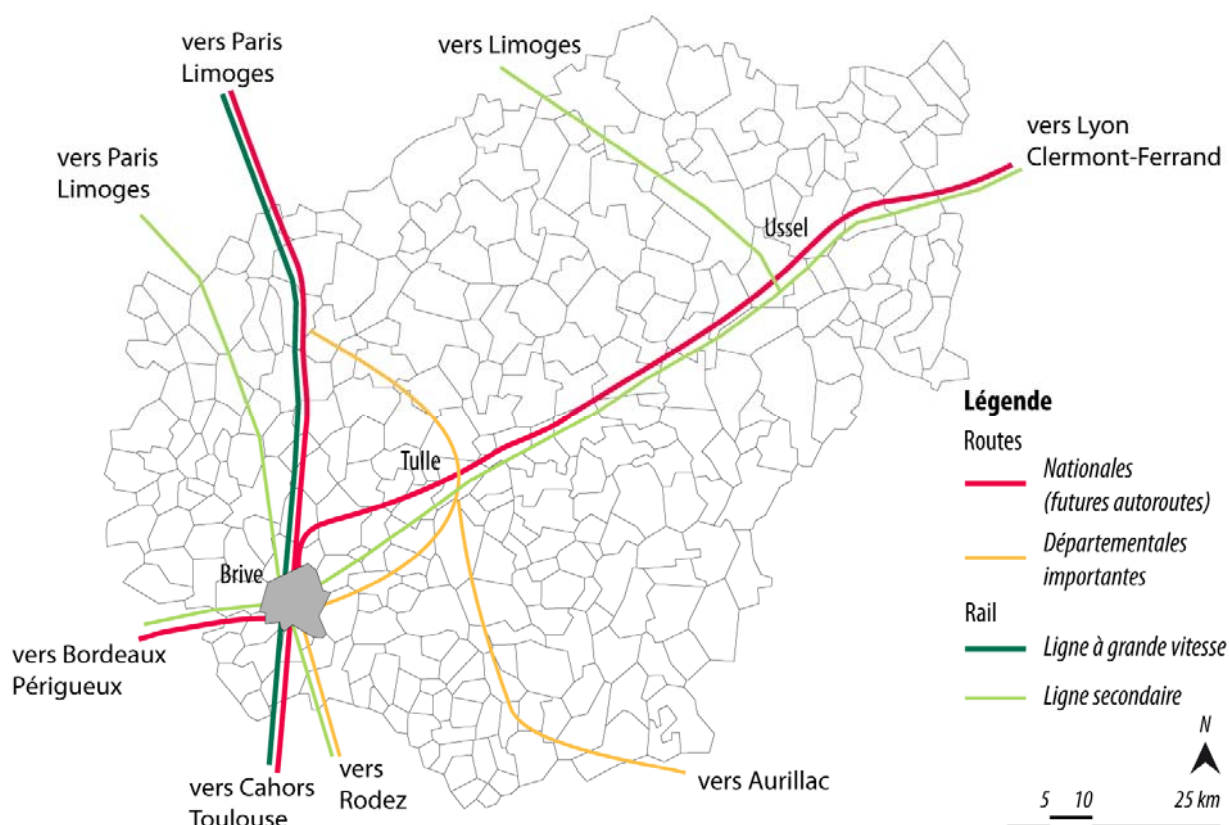 vers Paris
Limoges
vers Limoges
vers Paris
Limoges
vers Lyon
Clermont-Ferrand
Ussel
Tulle
Brive
vers Bordeaux
Périgueux
vers Cahors
Toulouse
vers
Rodez
vers Aurillac
Légende
Routes
Nationales
(futures autoroutes)
Départementales
importantes
Rail
Ligne à grande vitesse
Ligne secondaire
N
5 10 25 km